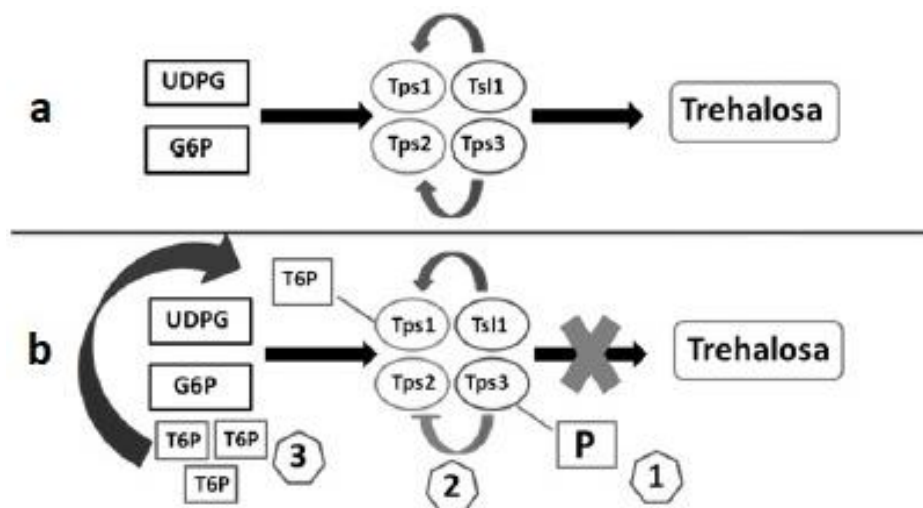 a
UDPG
G6P
Tps1 Tsl1
Tps2 Tps3
Trehalosa
b
T6P
UDPG
G6P
T6P T6P
T6P
3
Tps1 Tsl1
Tps2 Tps3
2
P
1
Trehalosa